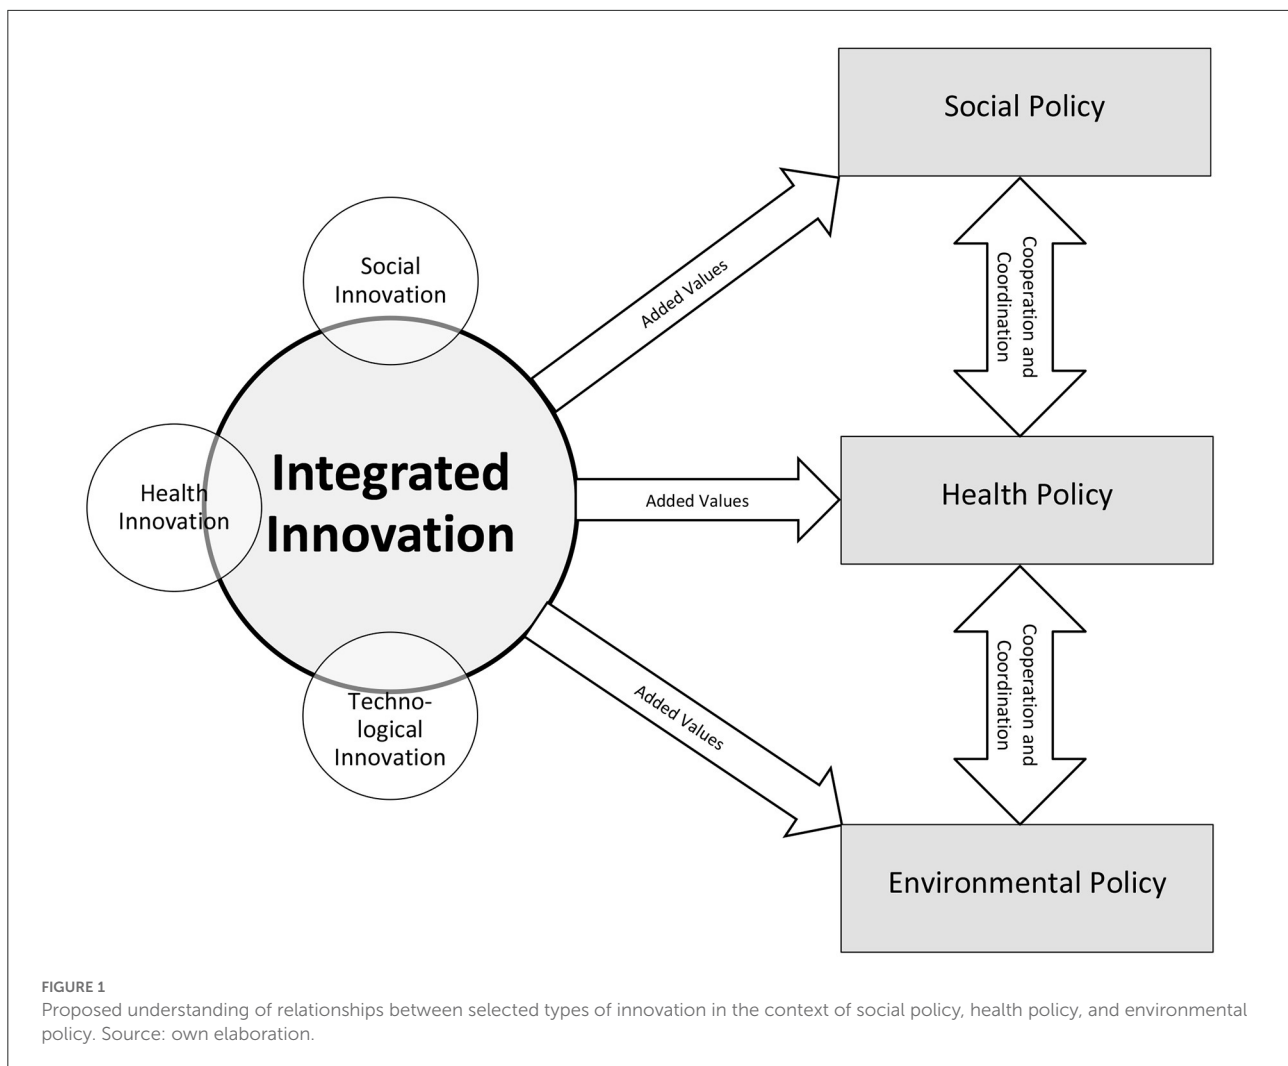 Social Policy
Social
Innovation
Added Values
Cooperation and
Coordination
Integrated
Innovation
Health
Innovation
Added Values
Health Policy
Techno-
logical
Innovation
Added Values
Cooperation and
Coordination
Environmental Policy
FIGURE 1
Proposed understanding of relationships between selected types of innovation in the context of social policy, health policy, and environmental
policy. Source: own elaboration.